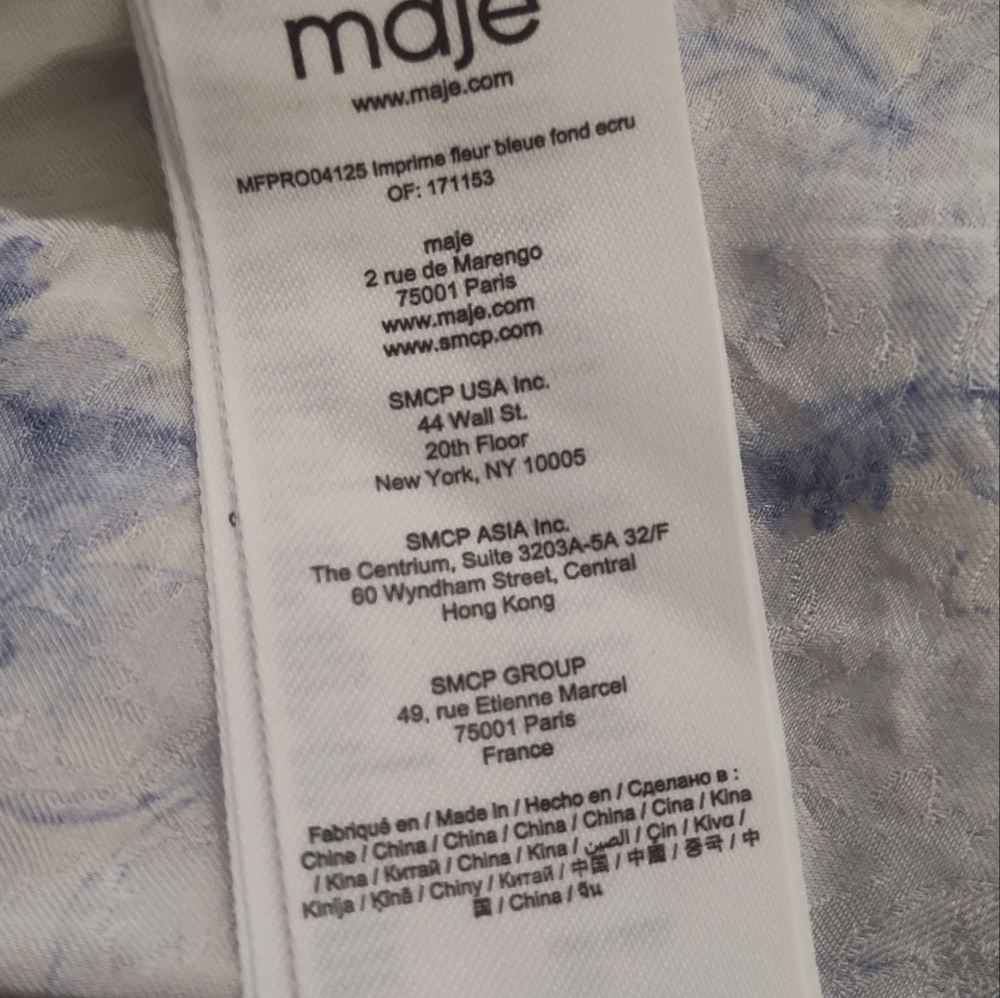 maje
www.maje.com
MFPRO04125 Imprime fleur bleue fond ecru
OF: 171153
maje
2 rue de Marengo
75001 Paris
www.maje.com
www.smcp.com
SMCP USA Inc.
44 Wall St.
20th Floor
New York, NY 10005
SMCP ASIA Inc.
The Centrium, Suite 3203A-5A 32/F
60 Wyndham Street, Central
Hong Kong
SMCP GROUP
49, rue Etienne Marcel
75001 Paris
France
Fabriqué en / Made in / Hecho en / Сделано в :
Chine / China / China / China / China / Cina / Kina
/ Kina / Китай / China / Kina / الصين / Çin / Κίνα /
Kinija / Ķīnā / Chiny / Китай / 中国 / 中國 / 중국 / 中
国 / China / จีน